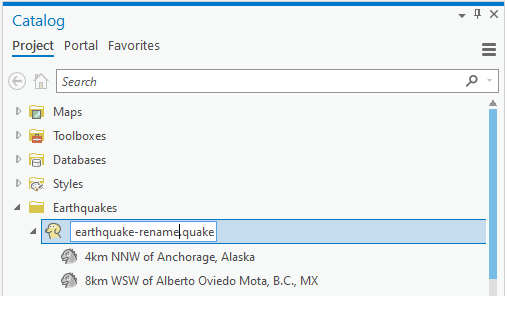 Catalog
Project Portal Favorites
Search
Maps
Toolboxes
Databases
Styles
Earthquakes
earthquake-rename.quake
4km NNW of Anchorage, Alaska
8km WSW of Alberto Oviedo Mota, B.C., MX